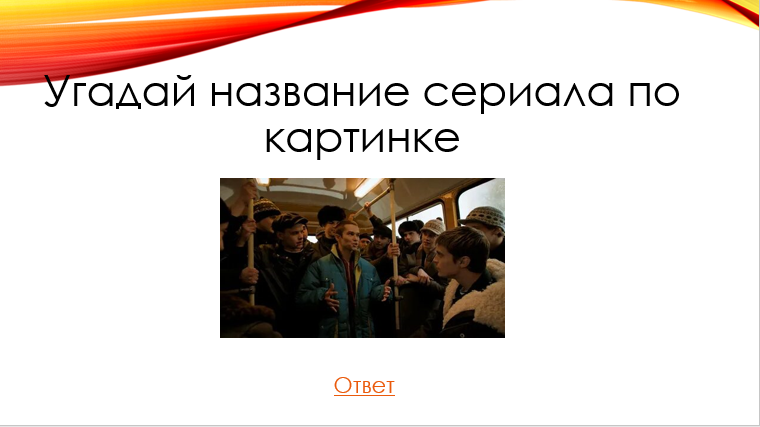 Угадай название сериала по
картинке
Ответ